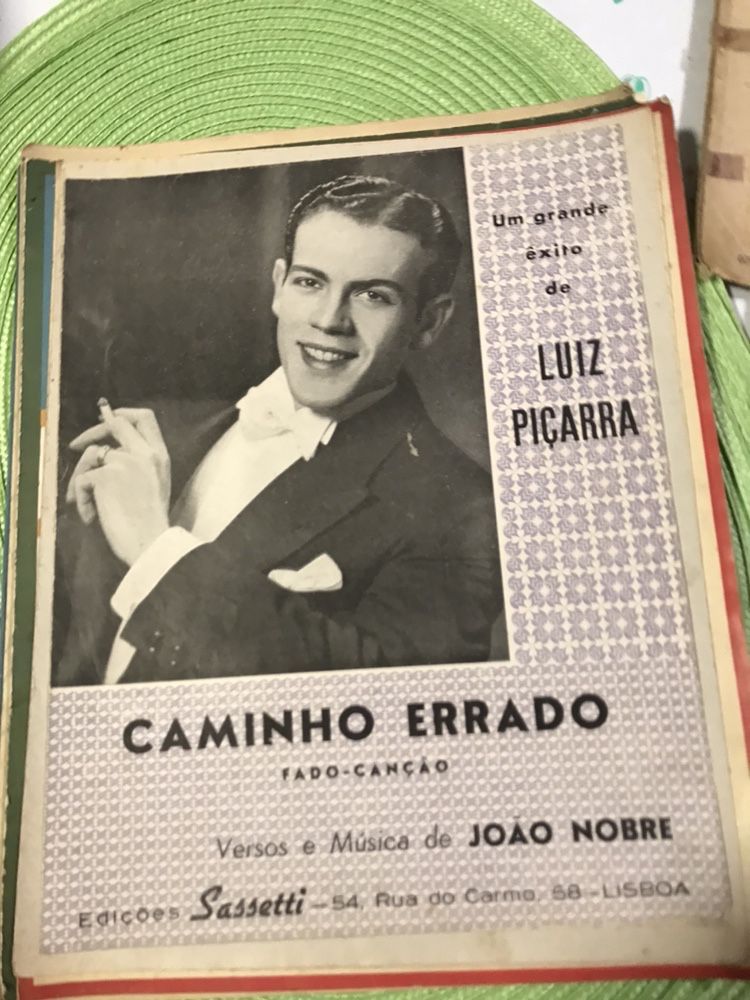 Um grande
êxito
de
LUIZ
PIÇARRA
CAMINHO ERRADO
FADO-CANÇÃO
Versos e Música de JOÃO NOBRE
Edições Sassetti – 54, Rua do Carmo, 58 – LISBOA